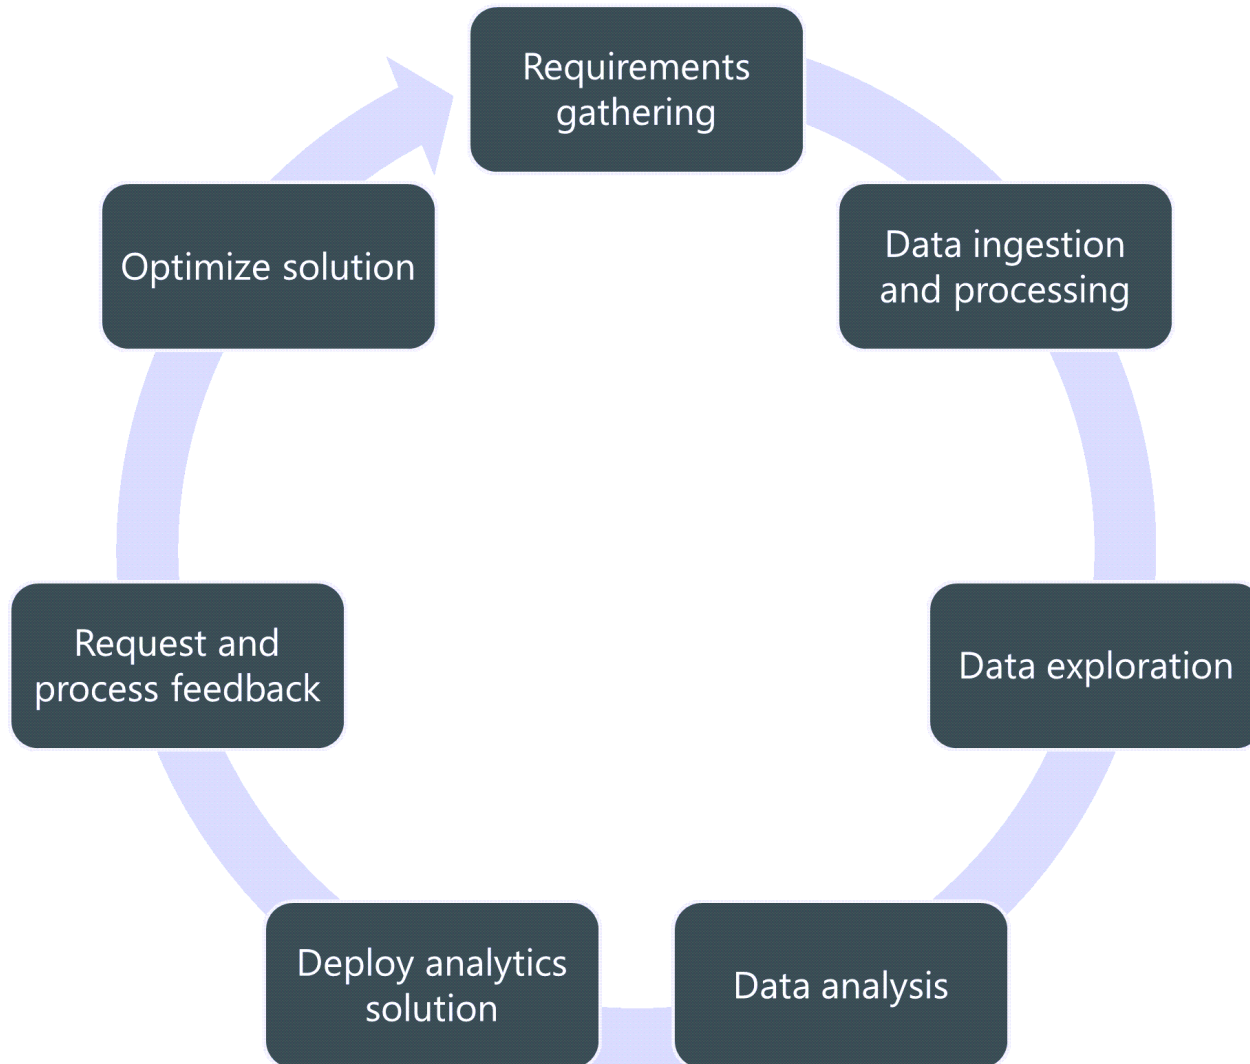 Requirements
gathering
Data ingestion
and processing
Data exploration
Data analysis
Deploy analytics
solution
Request and
process feedback
Optimize solution